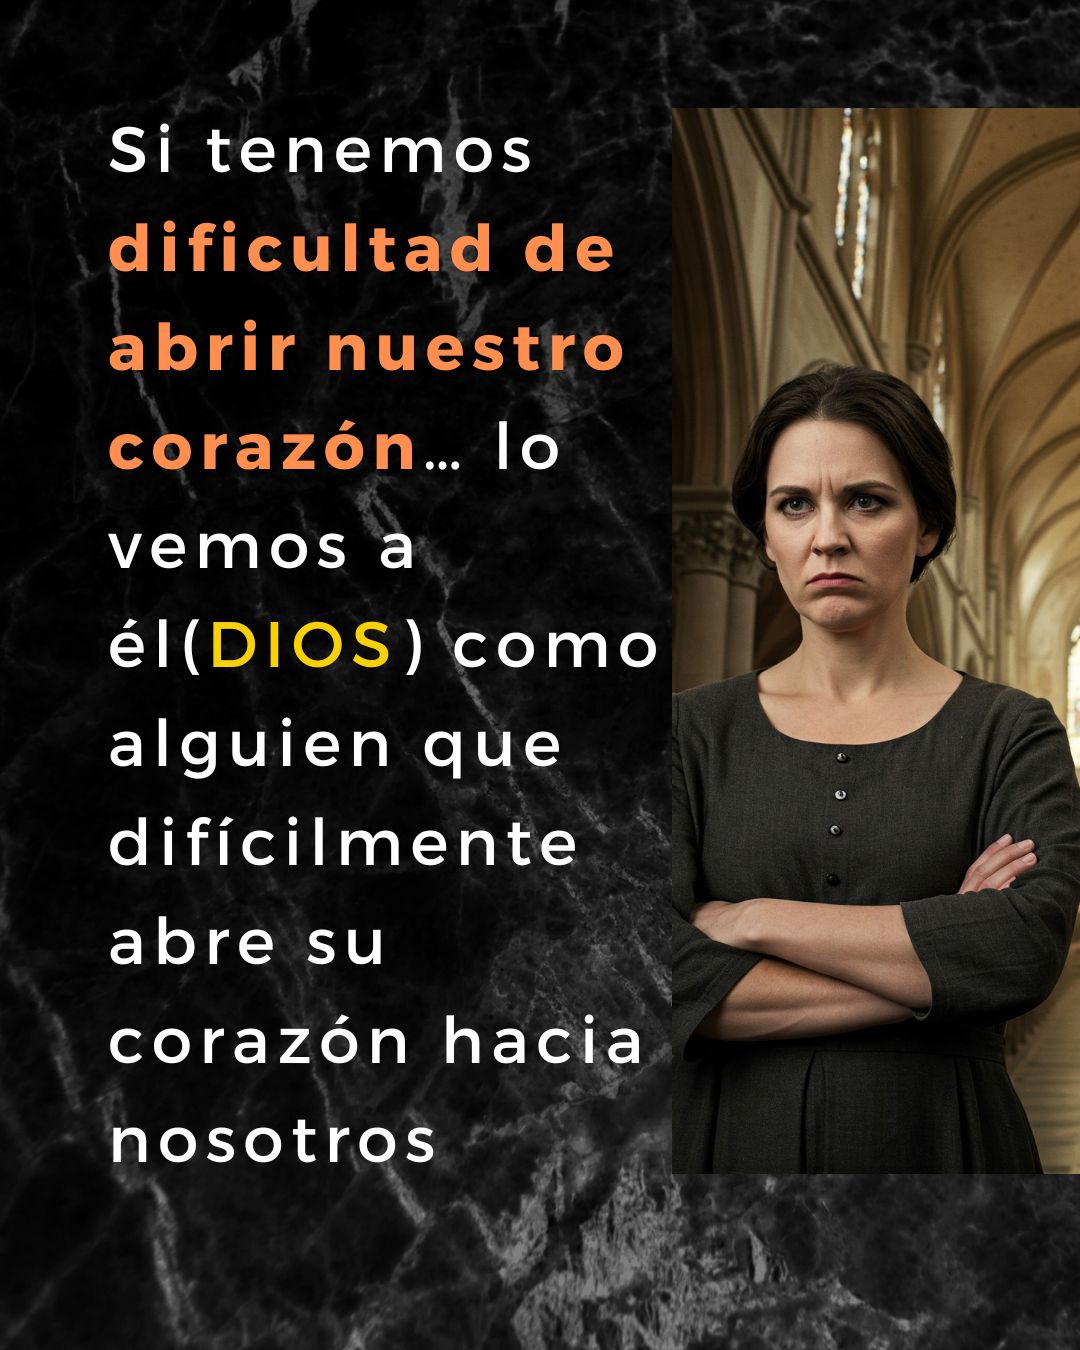 Si tenemos
dificultad de
abrir nuestro
corazón... lo
vemos a
él(DIOS) como
alguien que
difícilmente
abre su
corazón hacia
nosotros